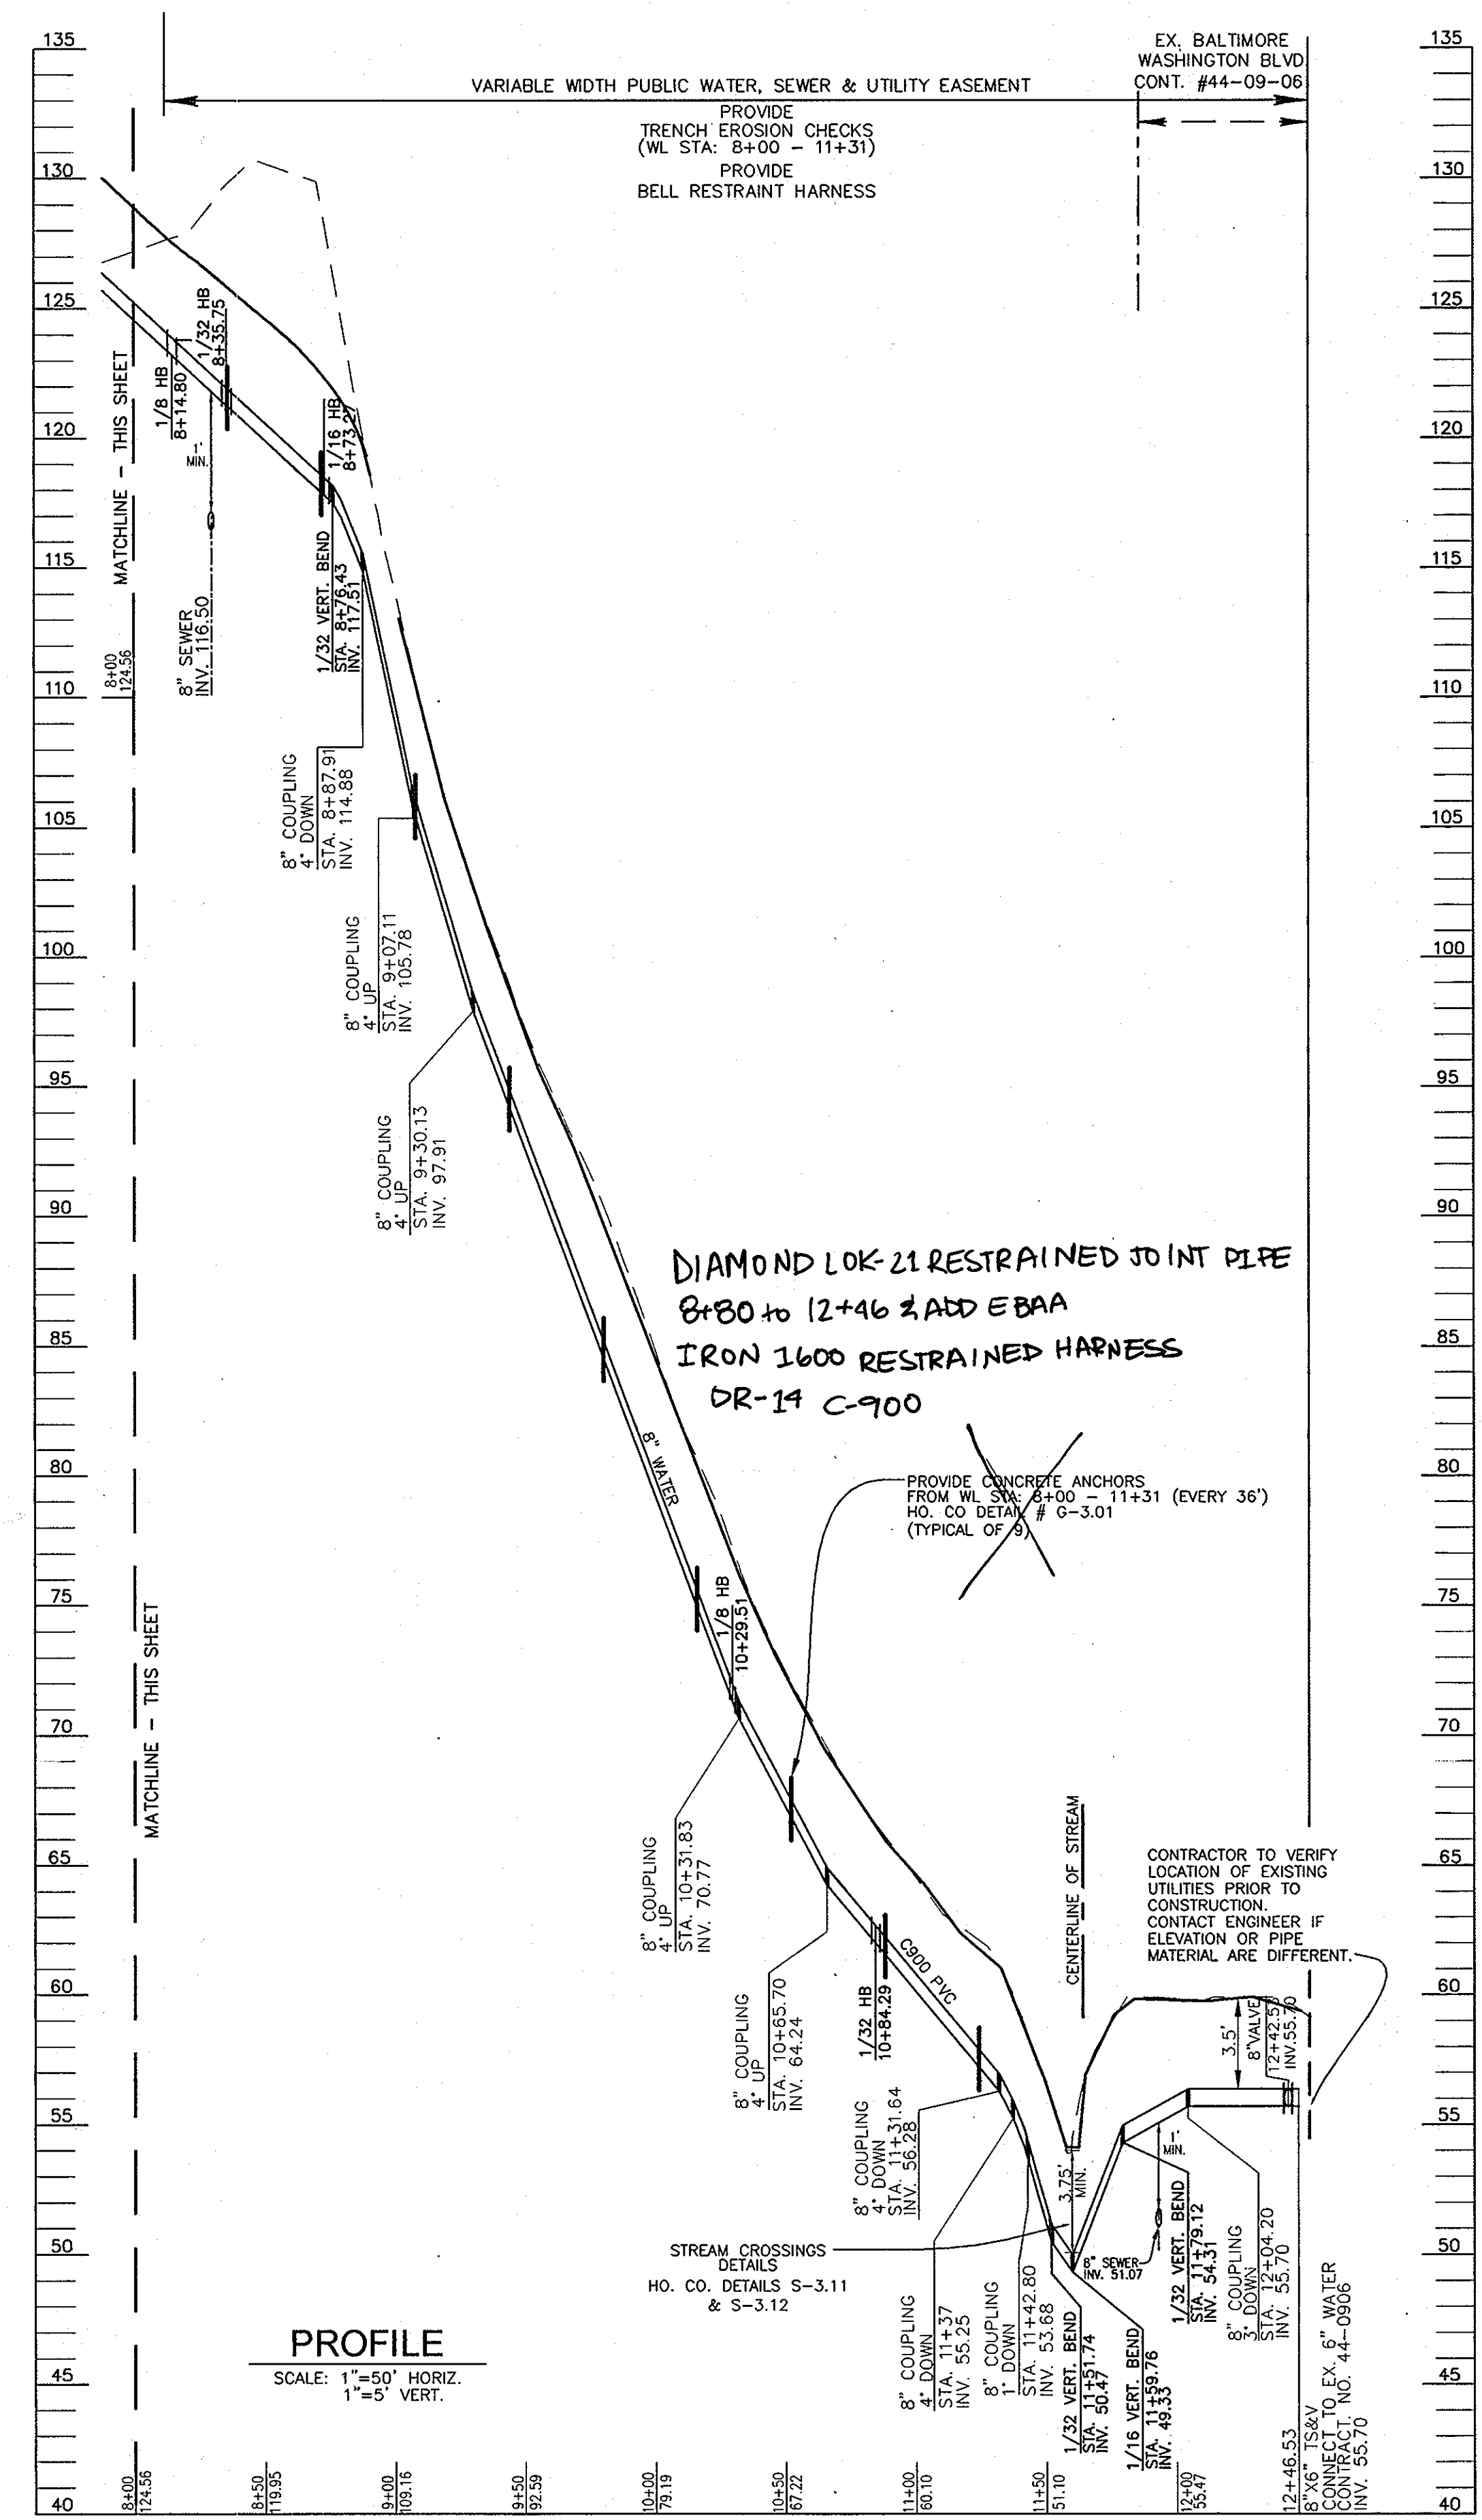 135
135
EX. BALTIMORE
WASHINGTON BLVD
CONT. #44-09-06
VARIABLE WIDTH PUBLIC WATER, SEWER & UTILITY EASEMENT
PROVIDE
TRENCH EROSION CHECKS
(WL STA: 8+00 - 11+31)
PROVIDE
BELL RESTRAINT HARNESS
130
130
125
125
MATCHLINE - THIS SHEET
1/8 HB
8+14.80
1/32 HB
8+35.75
1/16 HB
8+73.27
120
120
1'
MIN.
8" SEWER
INV. 116.50
1/32 VERT. BEND
STA. 8+76.43
INV. 117.51
115
115
8+00
124.56
110
110
8" COUPLING
4° DOWN
STA. 8+87.91
INV. 114.88
105
105
8" COUPLING
4° UP
STA. 9+07.11
INV. 105.78
100
100
8" COUPLING
4° UP
STA. 9+30.13
INV. 97.91
95
95
90
90
DIAMOND LOK-21 RESTRAINED JOINT PIPE
8+80 to 12+46 & ADD EBAA
IRON 1600 RESTRAINED HARNESS
DR-14 C-900
85
85
8" WATER
80
80
PROVIDE CONCRETE ANCHORS
FROM WL STA: 8+00 - 11+31 (EVERY 36')
HO. CO DETAIL # G-3.01
(TYPICAL OF 9)
75
75
MATCHLINE - THIS SHEET
1/8 HB
10+29.51
70
70
8" COUPLING
4° UP
STA. 10+31.83
INV. 70.77
65
65
8" COUPLING
4° UP
STA. 10+65.70
INV. 64.24
1/32 HB
10+84.29
C900 PVC
CENTERLINE OF STREAM
CONTRACTOR TO VERIFY
LOCATION OF EXISTING
UTILITIES PRIOR TO
CONSTRUCTION.
CONTACT ENGINEER IF
ELEVATION OR PIPE
MATERIAL ARE DIFFERENT.
60
60
3.5'
8"VALVE
INV.55.70
55
55
8" COUPLING
4° DOWN
STA. 11+31.64
INV. 56.28
3.75'
MIN.
1'
MIN.
50
50
STREAM CROSSINGS
DETAILS
HO. CO. DETAILS S-3.11
& S-3.12
8" SEWER
INV. 51.07
8" COUPLING
4° DOWN
STA. 11+37
INV. 55.25
8" COUPLING
1° DOWN
STA. 11+42.80
INV. 53.68
1/32 VERT. BEND
STA. 11+51.74
INV. 50.47
1/16 VERT. BEND
STA. 11+59.76
INV. 49.33
1/32 VERT. BEND
STA. 11+79.12
INV. 54.31
8" COUPLING
3° DOWN
STA. 12+04.20
INV. 55.70
12+46.53
8"X6" TS&V
CONNECT TO EX. 6" WATER
CONTRACT. NO. 44-0906
INV. 55.70
PROFILE
SCALE: 1"=50' HORIZ.
1"=5' VERT.
45
45
40
40
8+00
124.56
8+50
119.95
9+00
109.16
9+50
92.59
10+00
79.19
10+50
67.22
11+00
60.10
11+50
51.10
12+00
55.47